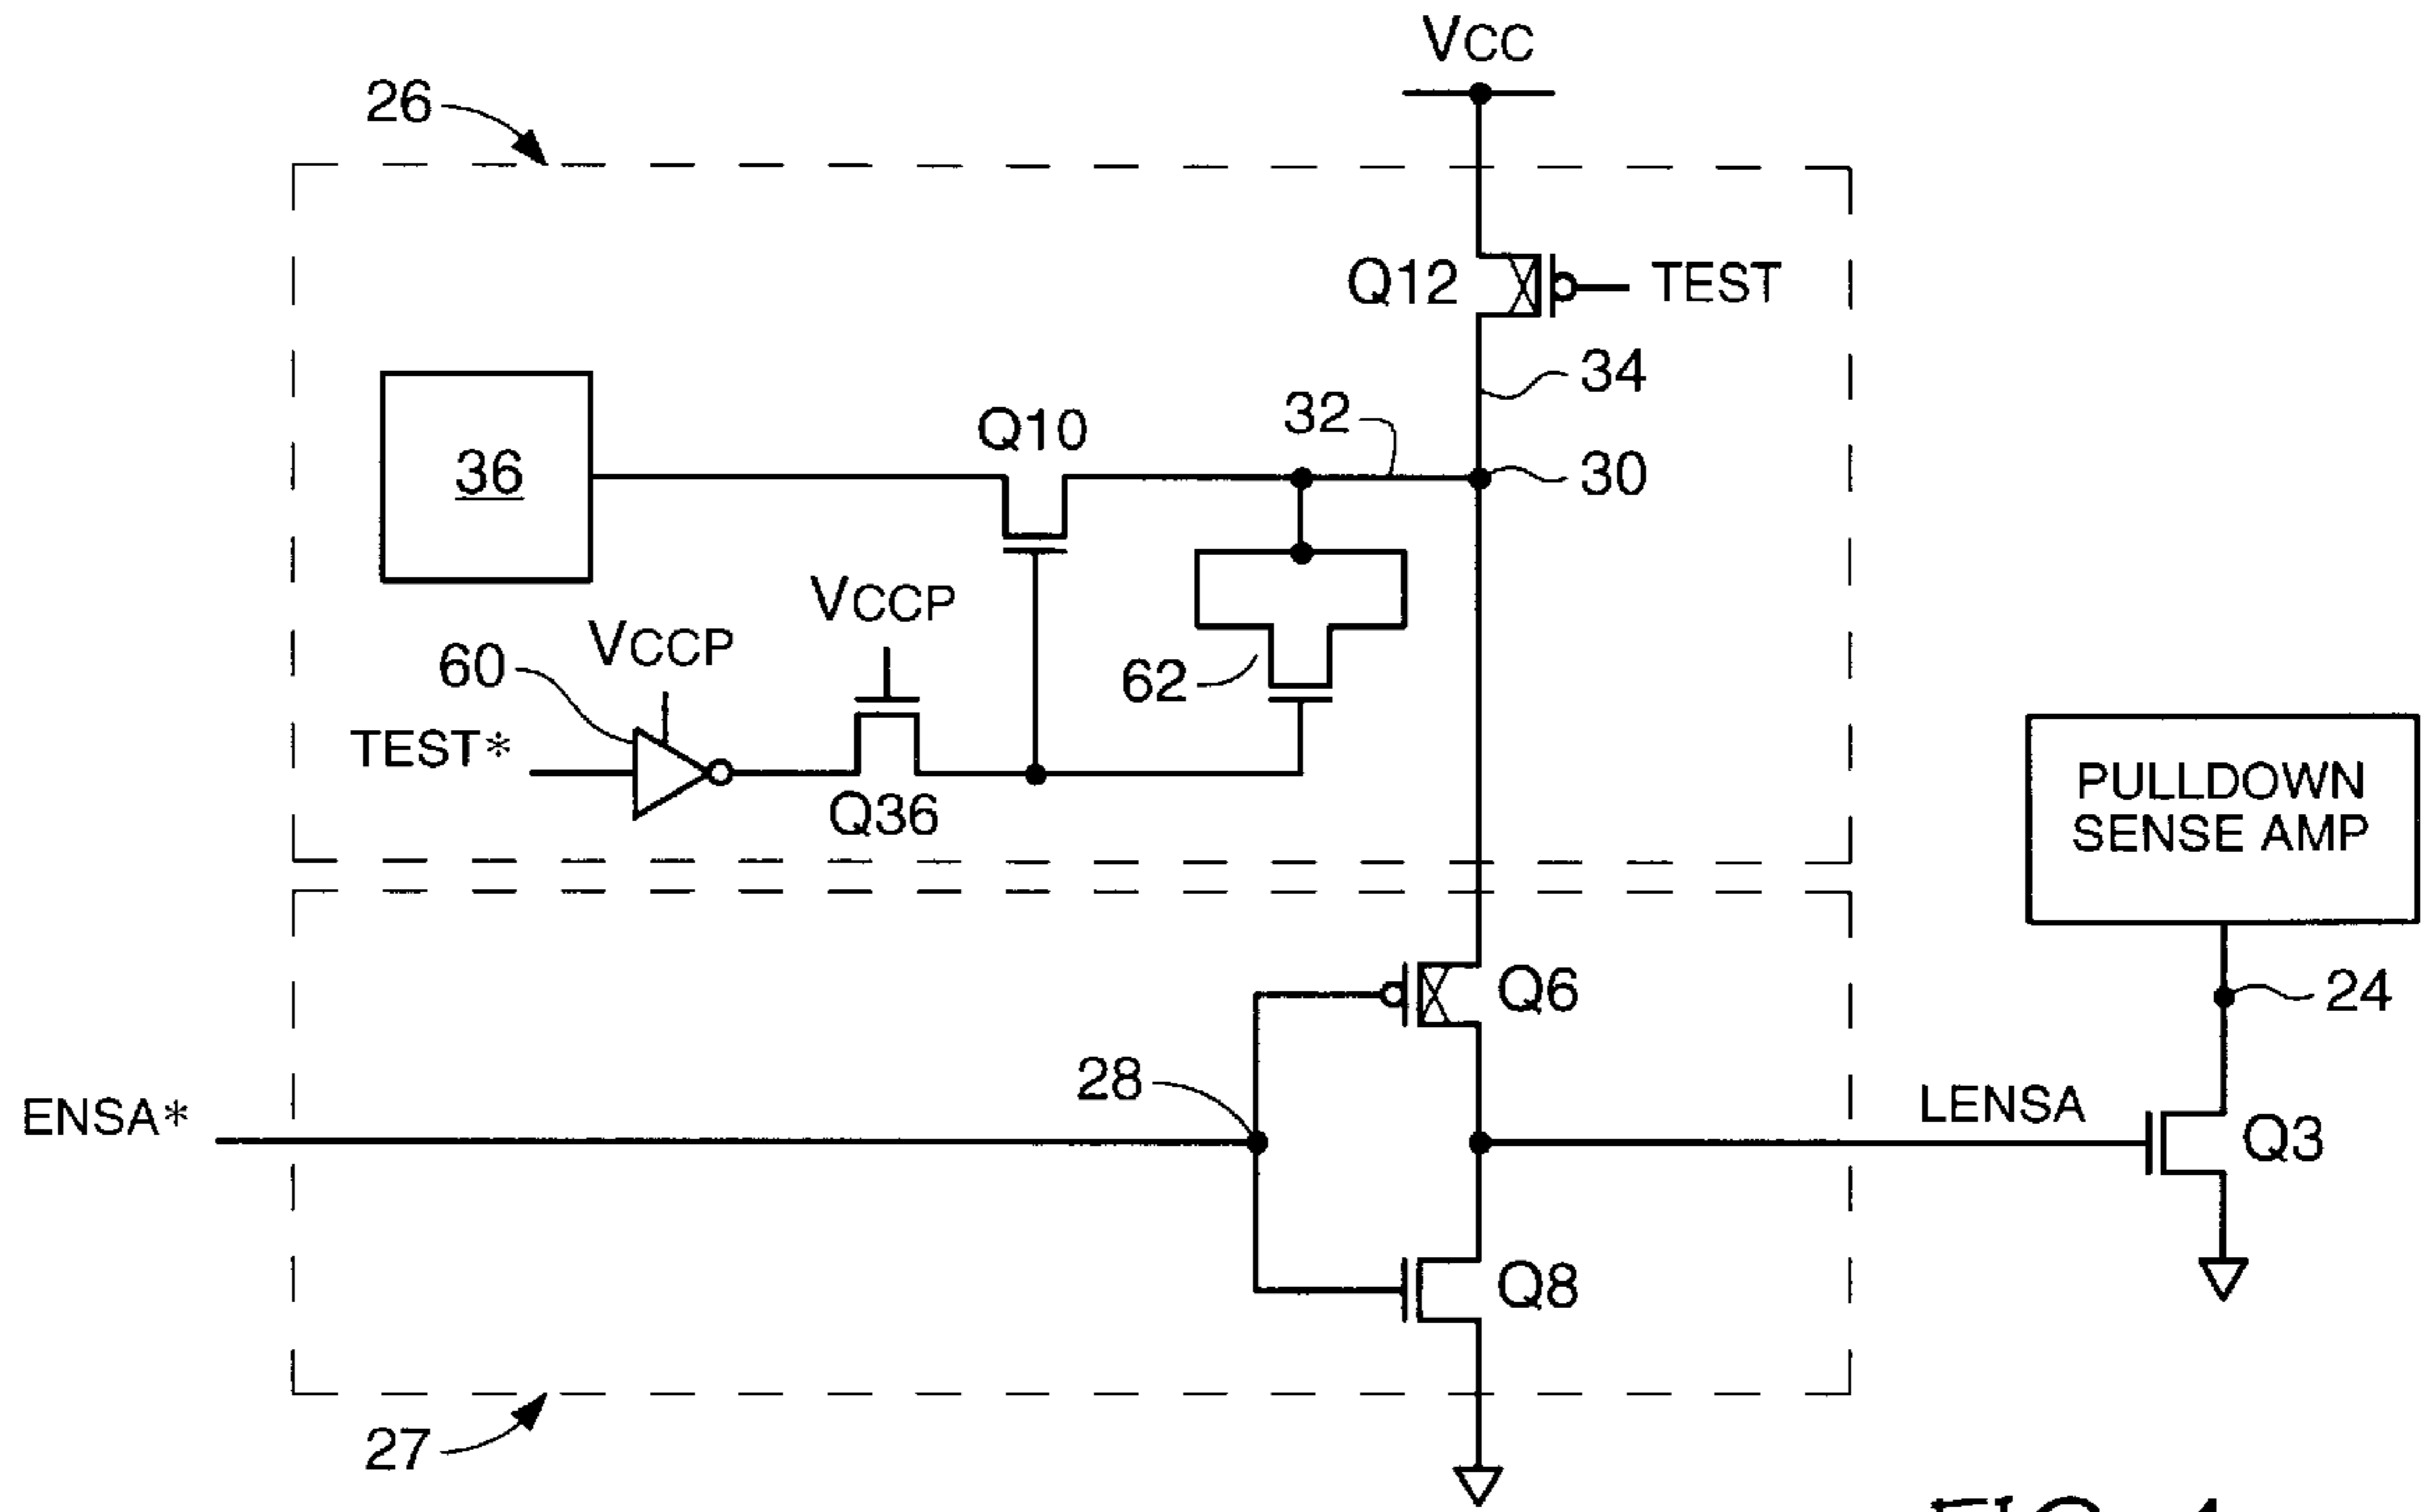 VCC
26
Q12
TEST
34
32
Q10
36
30
VCCP
VCCP
60
62
TEST*
Q36
PULLDOWN
SENSE AMP
Q6
24
28
ENSA*
LENSA
Q3
Q8
27